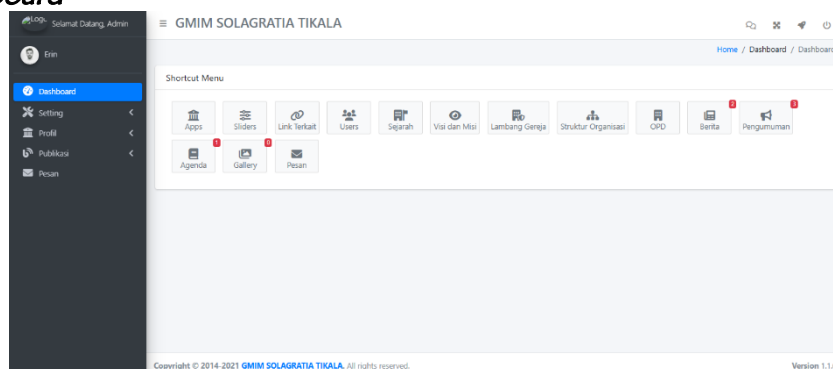 Logo Selamat Datang, Admin
≡ GMIM SOLAGRATIA TIKALA
Home / Dashboard / Dashboard
Erin
Shortcut Menu
Dashboard
Setting
Profil
Publikasi
Pesan
Apps
Sliders
Link Terkait
Users
Sejarah
Visi dan Misi
Lambang Gereja
Struktur Organisasi
OPD
2
Berita
3
Pengumuman
1
Agenda
0
Gallery
Pesan
Copyright © 2014-2021 GMIM SOLAGRATIA TIKALA. All rights reserved.
Version 1.1.